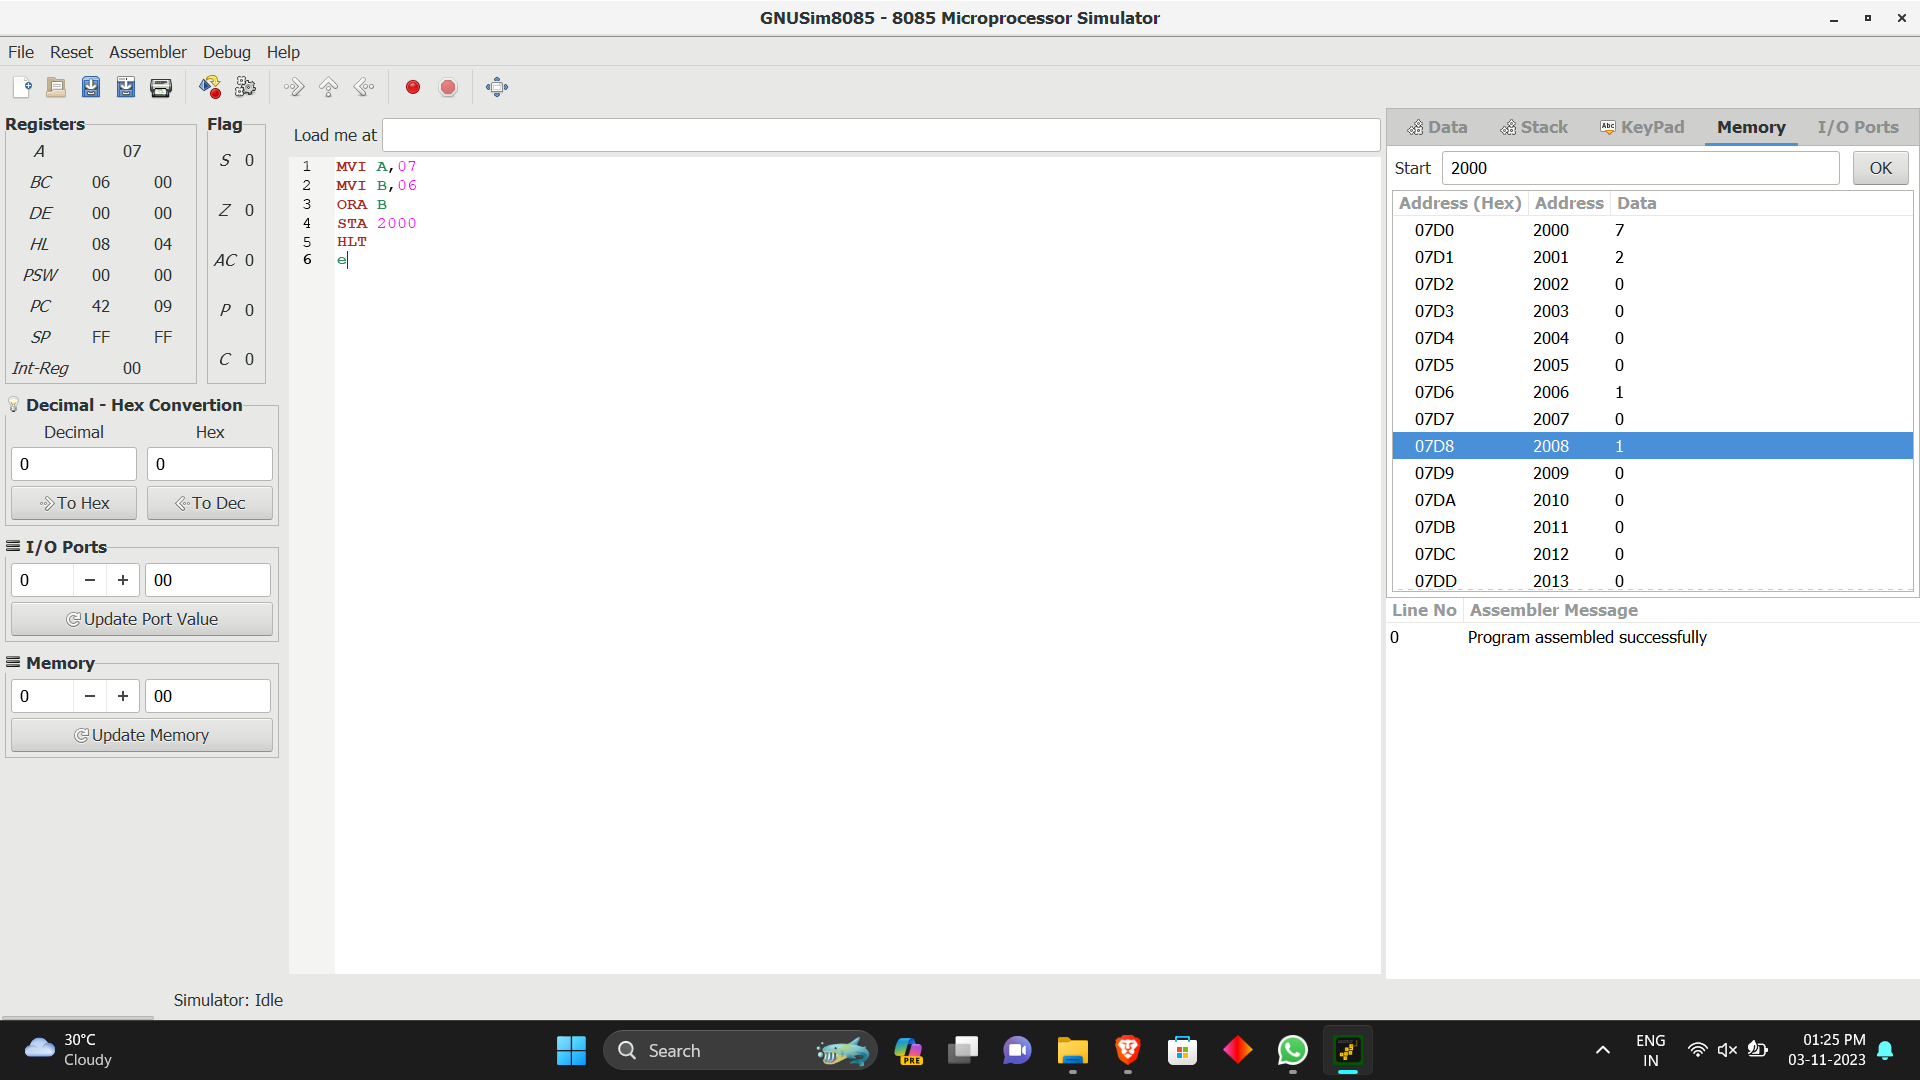 GNUSim8085 - 8085 Microprocessor Simulator
File Reset Assembler Debug Help
Registers
A 07
BC 06 00
DE 00 00
HL 08 04
PSW 00 00
PC 42 09
SP FF FF
Int-Reg 00
Flag
S 0
Z 0
AC 0
P 0
C 0
Decimal - Hex Convertion
Decimal Hex
0 0
To Hex To Dec
I/O Ports
0 − + 00
Update Port Value
Memory
0 − + 00
Update Memory
Load me at
1 MVI A,07
2 MVI B,06
3 ORA B
4 STA 2000
5 HLT
6 e
Data Stack Abc KeyPad Memory I/O Ports
Start 2000 OK
Address (Hex) Address Data
07D0 2000 7
07D1 2001 2
07D2 2002 0
07D3 2003 0
07D4 2004 0
07D5 2005 0
07D6 2006 1
07D7 2007 0
07D8 2008 1
07D9 2009 0
07DA 2010 0
07DB 2011 0
07DC 2012 0
07DD 2013 0
Line No Assembler Message
0 Program assembled successfully
Simulator: Idle
30°C
Cloudy
Search
PRE
ENG
IN
01:25 PM
03-11-2023